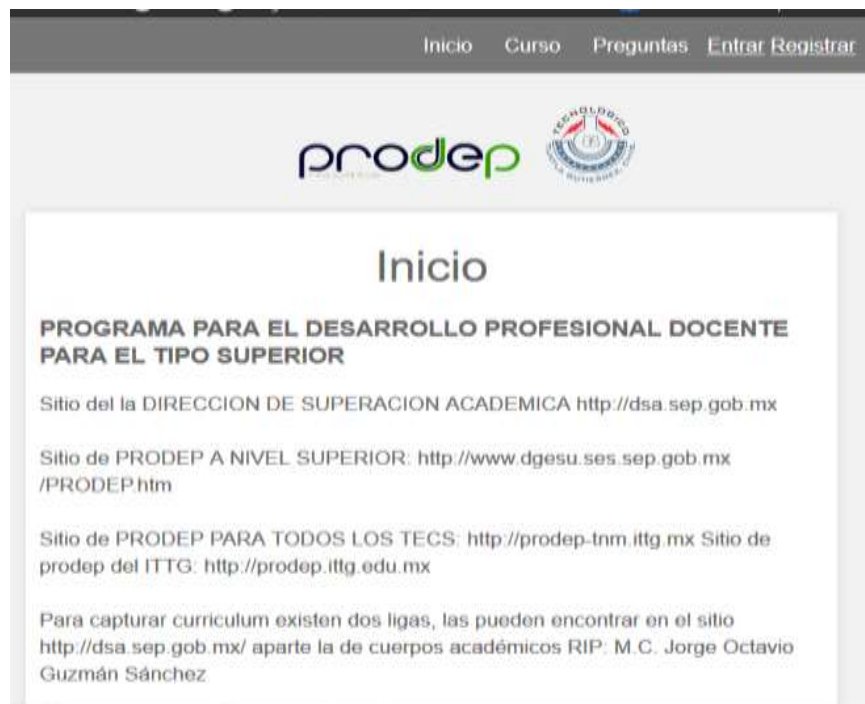 Inicio Curso Preguntas Entrar Registrar
prodep
TECNOLOGICO
Inicio
PROGRAMA PARA EL DESARROLLO PROFESIONAL DOCENTE
PARA EL TIPO SUPERIOR
Sitio del la DIRECCION DE SUPERACION ACADEMICA http://dsa.sep.gob.mx
Sitio de PRODEP A NIVEL SUPERIOR: http://www.dgesu.ses.sep.gob.mx
/PRODEP.htm
Sitio de PRODEP PARA TODOS LOS TECS: http://prodep-tnm.ittg.mx Sitio de
prodep del ITTG: http://prodep.ittg.edu.mx
Para capturar curriculum existen dos ligas, las pueden encontrar en el sitio
http://dsa.sep.gob.mx/ aparte la de cuerpos académicos RIP: M.C. Jorge Octavio
Guzmán Sánchez